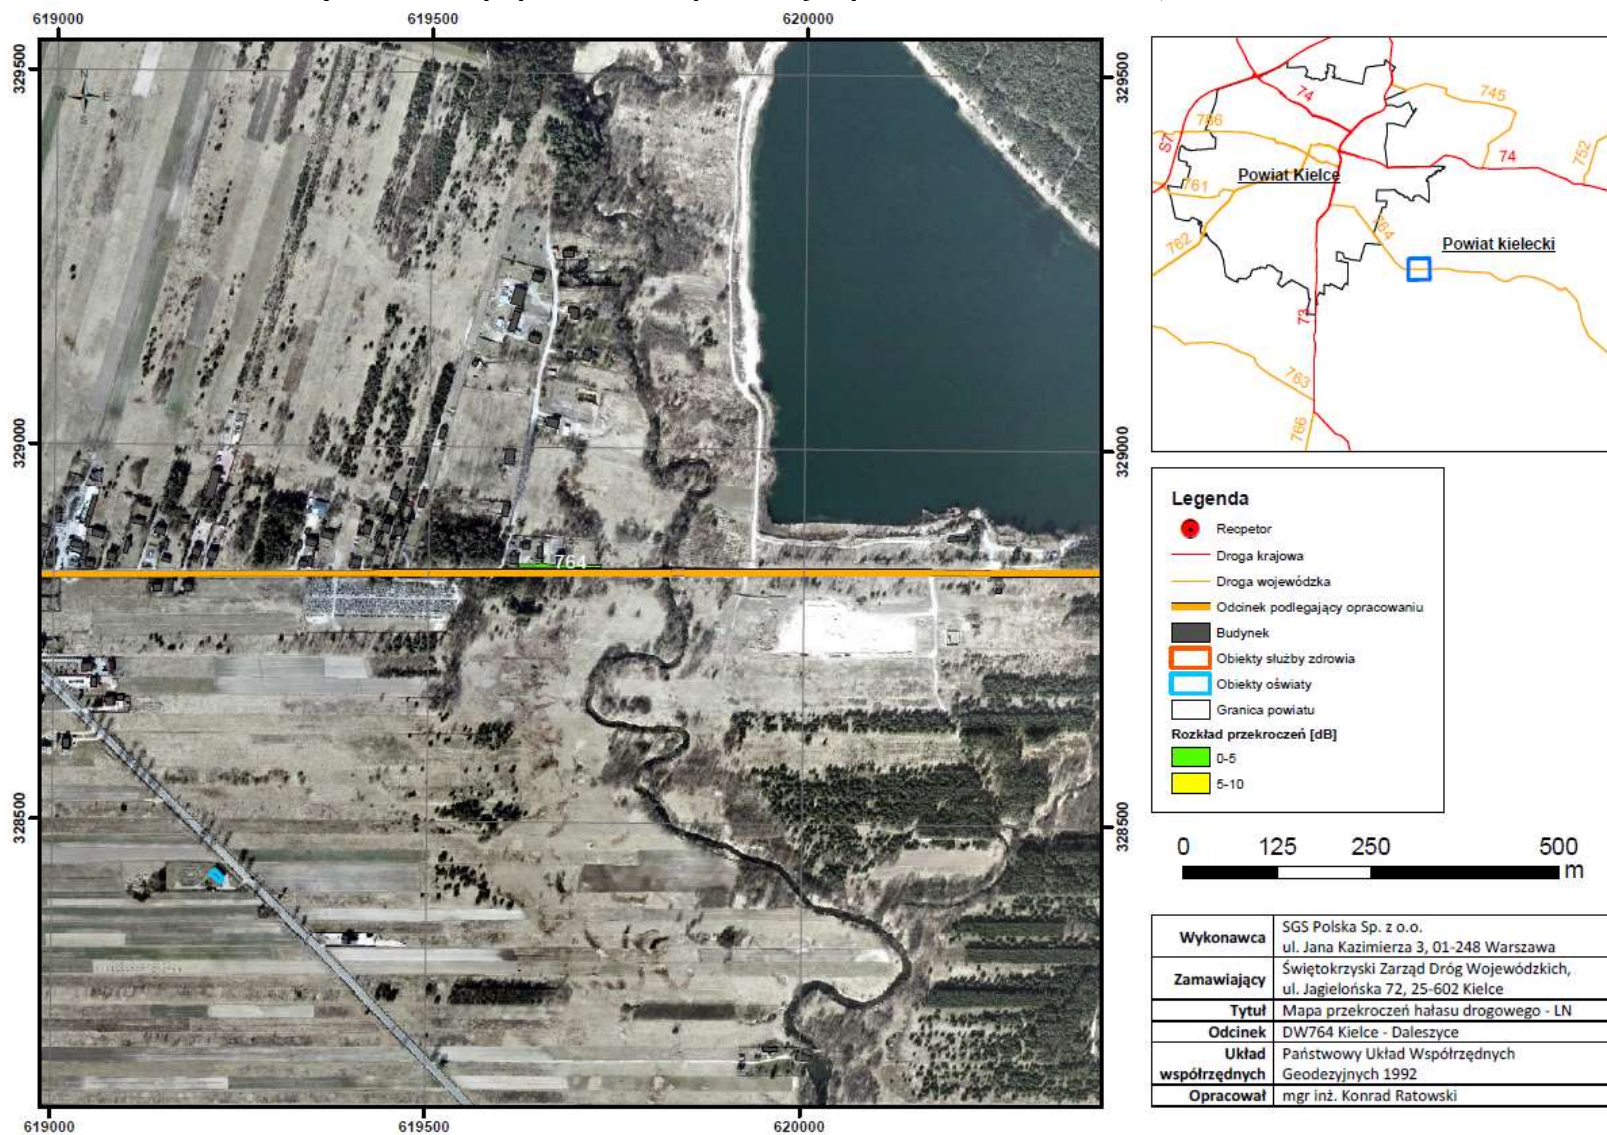 619000
619500
620000
329500
329500
N
W
E
S
329000
329000
764
328500
328500
619000
619500
620000
745
74
786
S7
752
74
Powiat Kielce
761
764
762
Powiat kielecki
73
763
766
Legenda
Recpetor
Droga krajowa
Droga wojewódzka
Odcinek podlegający opracowaniu
Budynek
Obiekty służby zdrowia
Obiekty oświaty
Granica powiatu
Rozkład przekroczeń [dB]
0-5
5-10
0 125 250 500
m
Wykonawca
SGS Polska Sp. z o.o.
ul. Jana Kazimierza 3, 01-248 Warszawa
Zamawiający
Świętokrzyski Zarząd Dróg Wojewódzkich,
ul. Jagielońska 72, 25-602 Kielce
Tytuł Mapa przekroczeń hałasu drogowego - LN
Odcinek DW764 Kielce - Daleszyce
Układ
współrzędnych
Państwowy Układ Współrzędnych
Geodezyjnych 1992
Opracował mgr inż. Konrad Ratowski